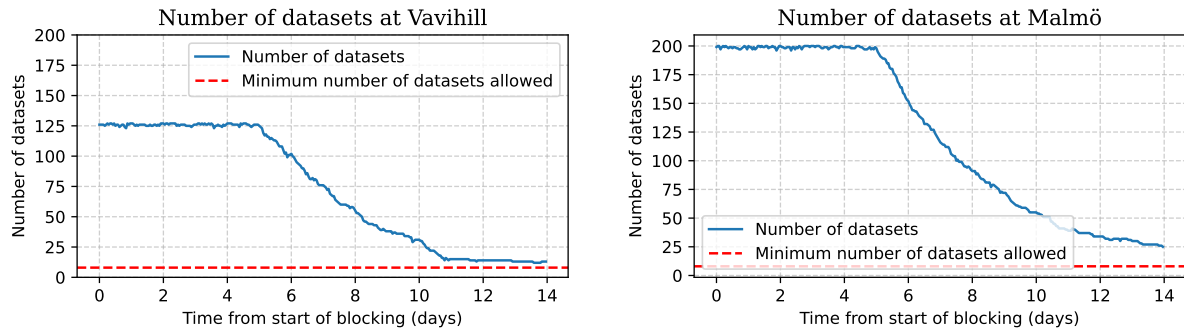 Number of datasets at Vavihill
Number of datasets
200
175
150
125
100
75
50
25
0
Number of datasets
Minimum number of datasets allowed
0 2 4 6 8 10 12 14
Time from start of blocking (days)
Number of datasets at Malmö
Number of datasets
200
175
150
125
100
75
50
25
0
Number of datasets
Minimum number of datasets allowed
0 2 4 6 8 10 12 14
Time from start of blocking (days)